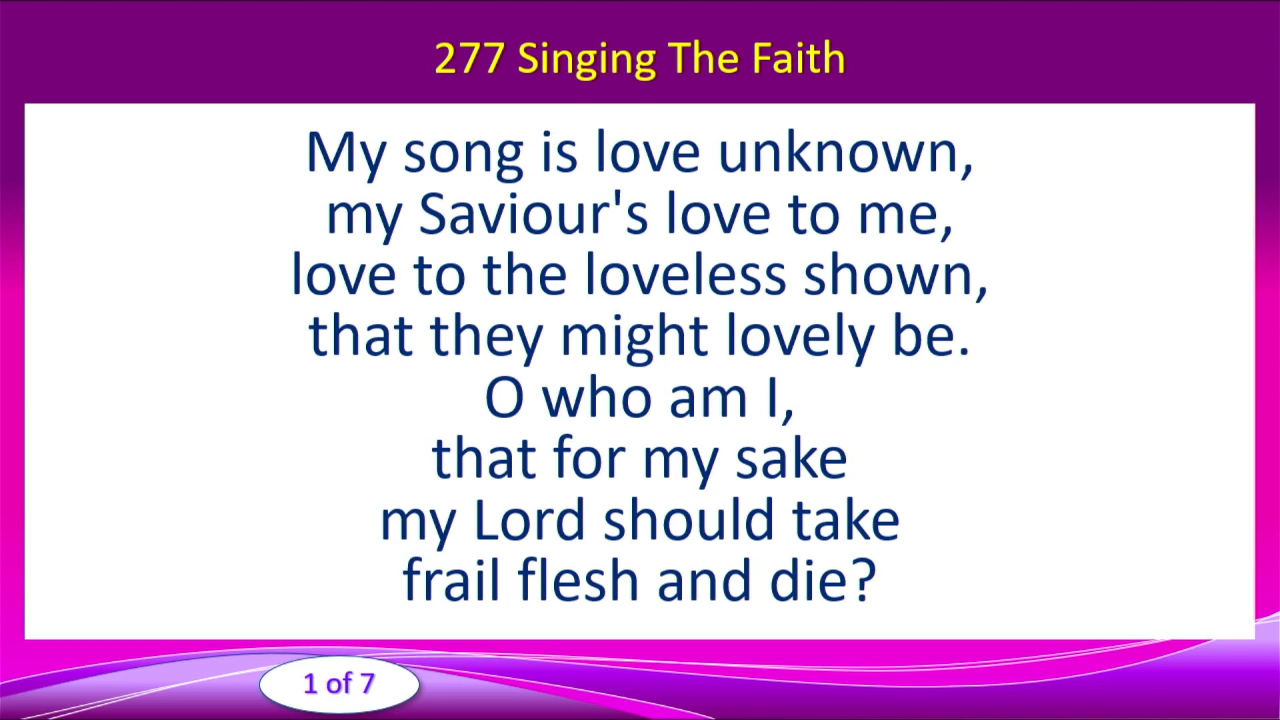 277 Singing The Faith
My song is love unknown,
my Saviour's love to me,
love to the loveless shown,
that they might lovely be.
O who am I,
that for my sake
my Lord should take
frail flesh and die?
1 of 7